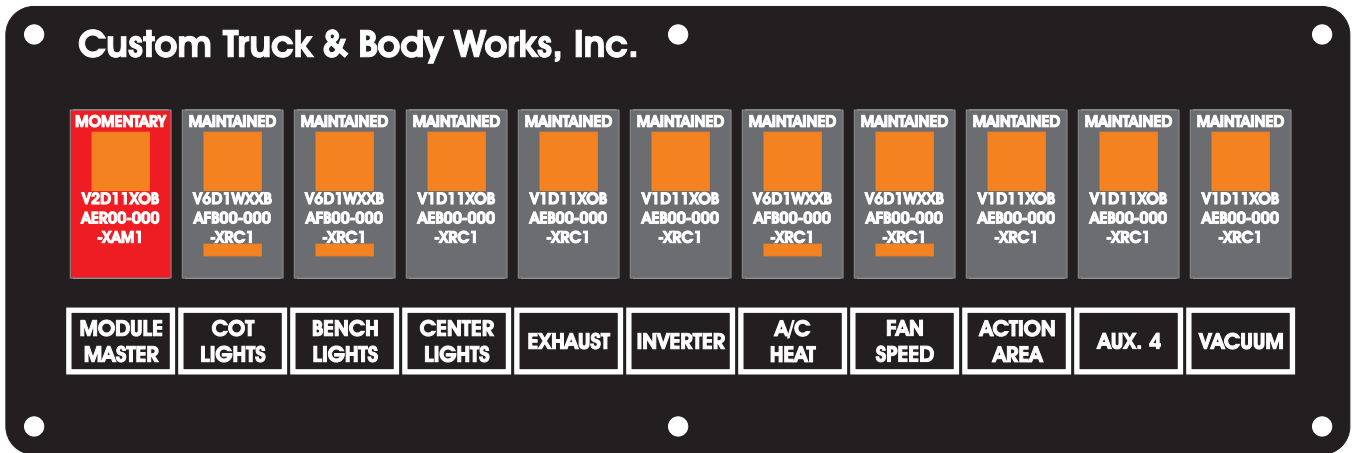 Custom Truck & Body Works, Inc.
MOMENTARY
V2D11XOB
AER00-000
-XAM1
MAINTAINED
V6D1WXXB
AFB00-000
-XRC1
MAINTAINED
V6D1WXXB
AFB00-000
-XRC1
MAINTAINED
V1D11XOB
AEB00-000
-XRC1
MAINTAINED
V1D11XOB
AEB00-000
-XRC1
MAINTAINED
V1D11XOB
AEB00-000
-XRC1
MAINTAINED
V6D1WXXB
AFB00-000
-XRC1
MAINTAINED
V6D1WXXB
AFB00-000
-XRC1
MAINTAINED
V1D11XOB
AEB00-000
-XRC1
MAINTAINED
V1D11XOB
AEB00-000
-XRC1
MAINTAINED
V1D11XOB
AEB00-000
-XRC1
MODULE
MASTER
COT
LIGHTS
BENCH
LIGHTS
CENTER
LIGHTS
EXHAUST
INVERTER
A/C
HEAT
FAN
SPEED
ACTION
AREA
AUX. 4
VACUUM